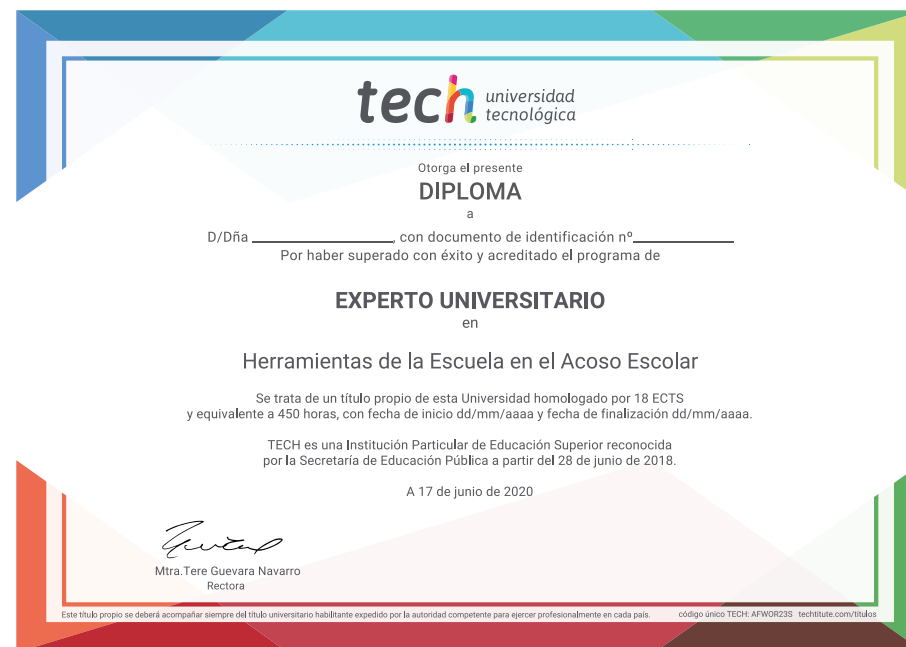 tech universidad
tecnológica
Otorga el presente
DIPLOMA
a
D/Dña ____________________, con documento de identificación nº______________
Por haber superado con éxito y acreditado el programa de
EXPERTO UNIVERSITARIO
en
Herramientas de la Escuela en el Acoso Escolar
Se trata de un título propio de esta Universidad homologado por 18 ECTS
y equivalente a 450 horas, con fecha de inicio dd/mm/aaaa y fecha de finalización dd/mm/aaaa.
TECH es una Institución Particular de Educación Superior reconocida
por la Secretaría de Educación Pública a partir del 28 de junio de 2018.
A 17 de junio de 2020
Mtra.Tere Guevara Navarro
Rectora
Este título propio se deberá acompañar siempre del título universitario habilitante expedido por la autoridad competente para ejercer profesionalmente en cada país. código único TECH: AFWOR23S techtitute.com/titulos